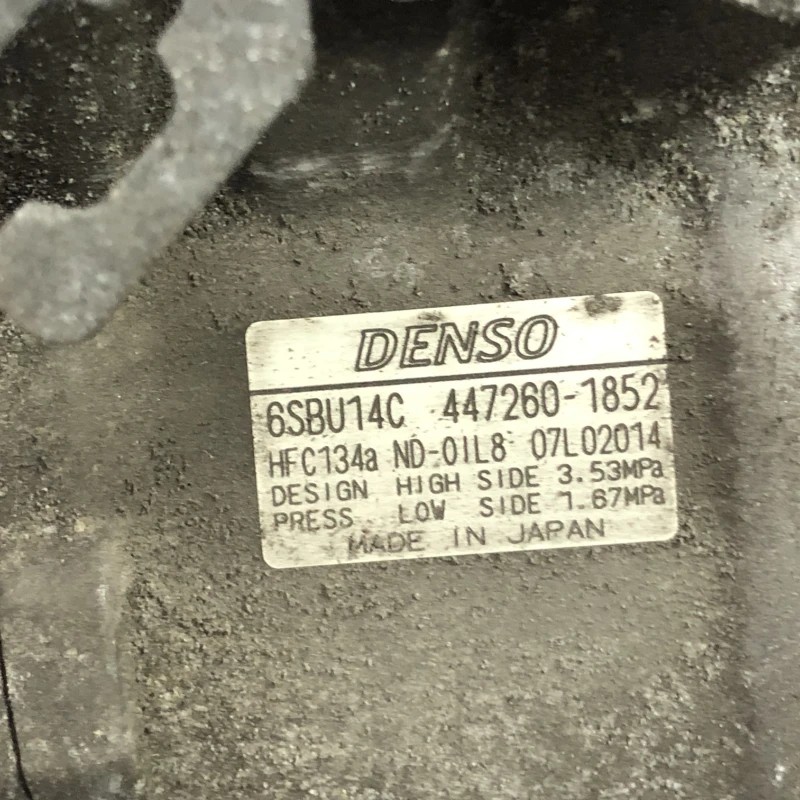 DENSO
6SBU14C 447260-1852
HFC134a ND-OIL8 07L02014
DESIGN HIGH SIDE 3.53MPa
PRESS LOW SIDE 1.67MPa
MADE IN JAPAN